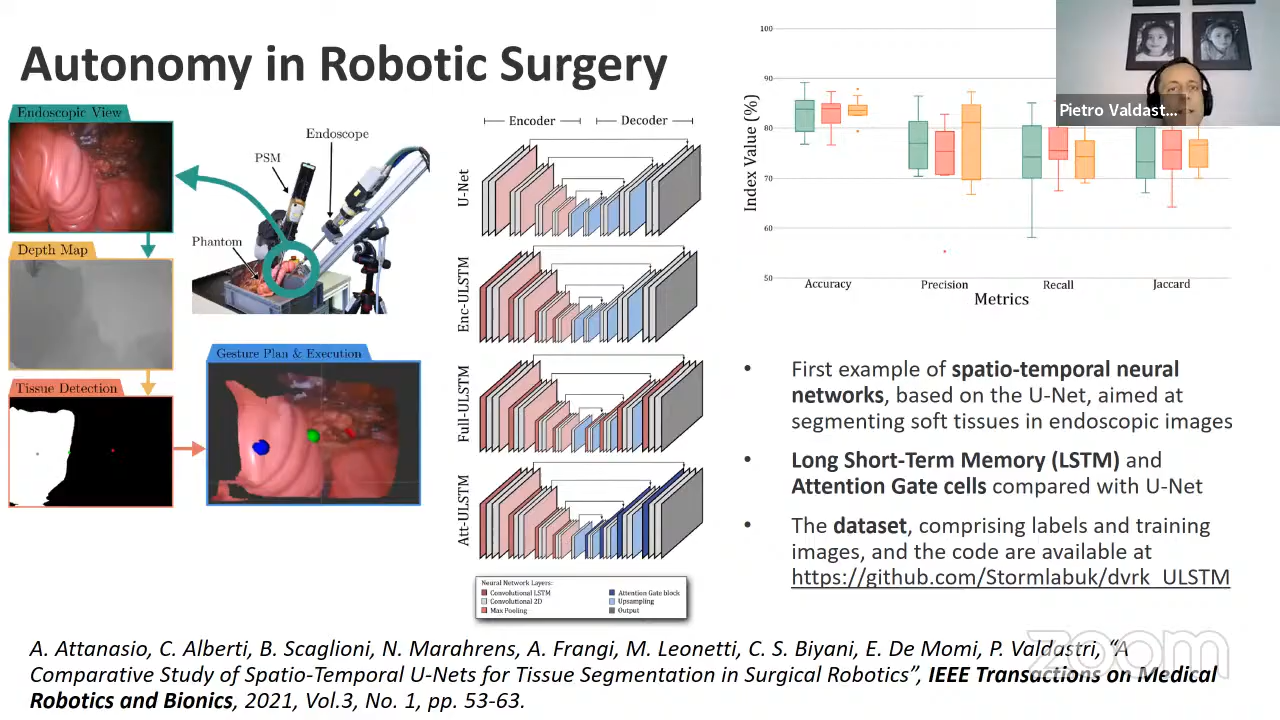 Autonomy in Robotic Surgery
Endoscopic View
Depth Map
Tissue Detection
Endoscope
PSM
Phantom
Gesture Plan & Execution
Encoder
Decoder
U-Net
Enc-ULSTM
Full-ULSTM
Att-ULSTM
Neural Network Layers:
Convolutional LSTM
Convolutional 2D
Max Pooling
Attention Gate block
Upsampling
Output
100
90
80
70
60
50
Index Value (%)
Accuracy
Precision
Recall
Jaccard
Metrics
Pietro Valdast...
• First example of spatio-temporal neural
networks, based on the U-Net, aimed at
segmenting soft tissues in endoscopic images
• Long Short-Term Memory (LSTM) and
Attention Gate cells compared with U-Net
• The dataset, comprising labels and training
images, and the code are available at
https://github.com/Stormlabuk/dvrk_ULSTM
A. Attanasio, C. Alberti, B. Scaglioni, N. Marahrens, A. Frangi, M. Leonetti, C. S. Biyani, E. De Momi, P. Valdastri, “A
Comparative Study of Spatio-Temporal U-Nets for Tissue Segmentation in Surgical Robotics”, IEEE Transactions on Medical
Robotics and Bionics, 2021, Vol.3, No. 1, pp. 53-63.
zoom